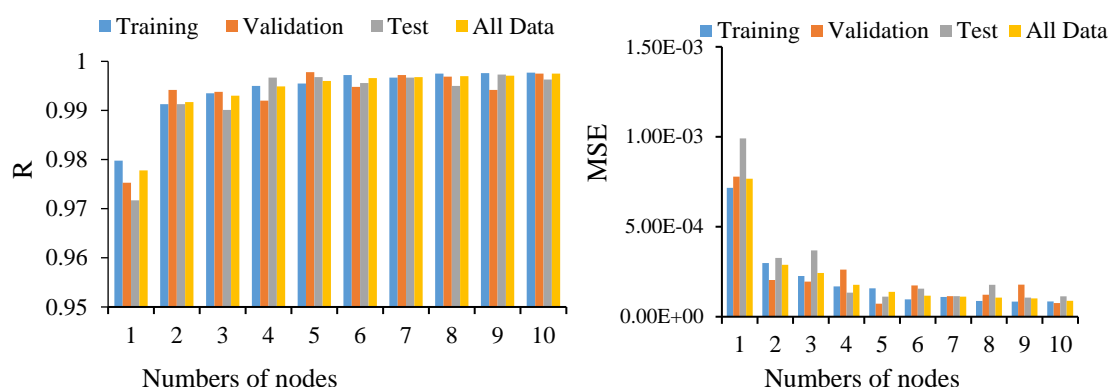 Training Validation Test All Data
1
0.99
0.98
0.97
0.96
0.95
R
1 2 3 4 5 6 7 8 9 10
Numbers of nodes
Training Validation Test All Data
1.50E-03
1.00E-03
5.00E-04
0.00E+00
MSE
1 2 3 4 5 6 7 8 9 10
Numbers of nodes